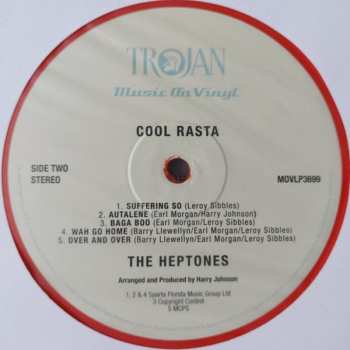 TROJAN
Music On Vinyl
COOL RASTA
SIDE TWO
STEREO
MOVLP3699
1. SUFFERING SO (Leroy Sibbles)
2. AUTALENE (Earl Morgan/Harry Johnson)
3. BAGA BOO (Earl Morgan/Leroy Sibbles)
4. WAH GO HOME (Barry Llewellyn/Earl Morgan/Leroy Sibbles)
5. OVER AND OVER (Barry Llewellyn/Earl Morgan/Leroy Sibbles)
THE HEPTONES
Arranged and Produced by Harry Johnson
1, 2 & 4 Sparta Florida Music Group Ltd
3 Copyright Control
5 MCPS